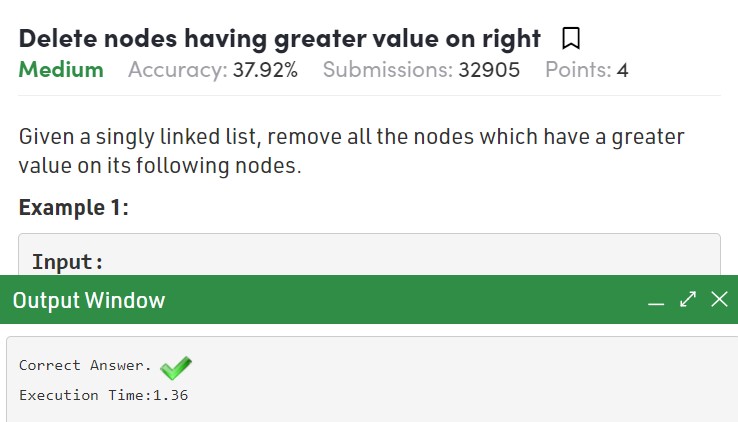 Delete nodes having greater value on right
Medium Accuracy: 37.92% Submissions: 32905 Points: 4
Given a singly linked list, remove all the nodes which have a greater
value on its following nodes.
Example 1:
Input:
Output Window
Correct Answer.
Execution Time:1.36